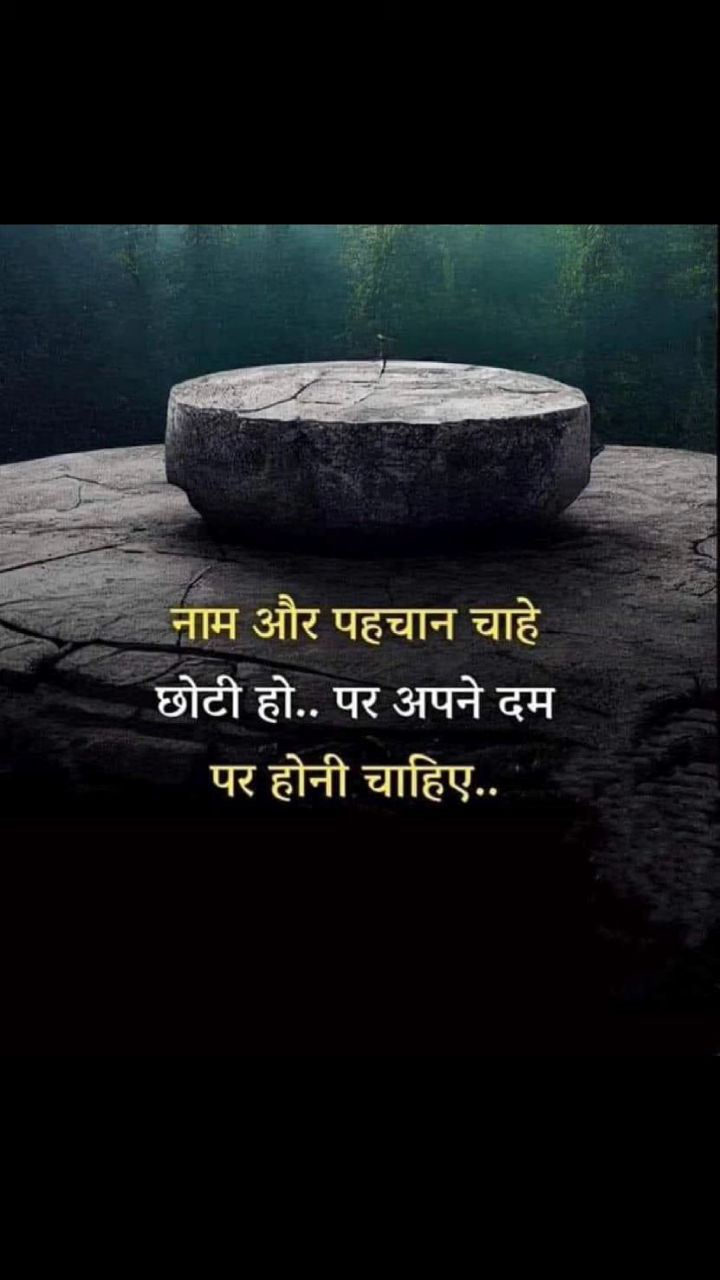 नाम और पहचान चाहे
छोटी हो.. पर अपने दम
पर होनी चाहिए..